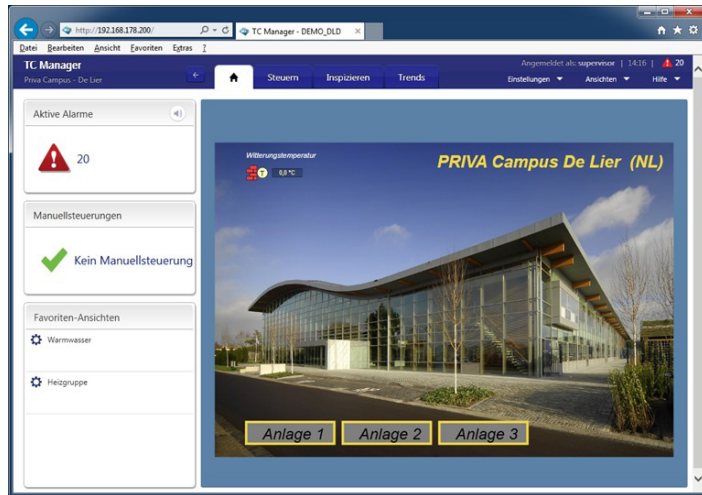 http://192.168.178.200/
TC Manager - DEMO_DLD
Datei Bearbeiten Ansicht Favoriten Extras ?
TC Manager
Priva Campus - De Lier
Angemeldet als: supervisor | 14:16 | 20
Steuern Inspizieren Trends
Einstellungen Ansichten Hilfe
Aktive Alarme
20
Manuellsteuerungen
Kein Manuellsteuerung
Favoriten-Ansichten
Warmwasser
Heizgruppe
Witterungstemperatur
T 0,0 °C
PRIVA Campus De Lier (NL)
Anlage 1 Anlage 2 Anlage 3